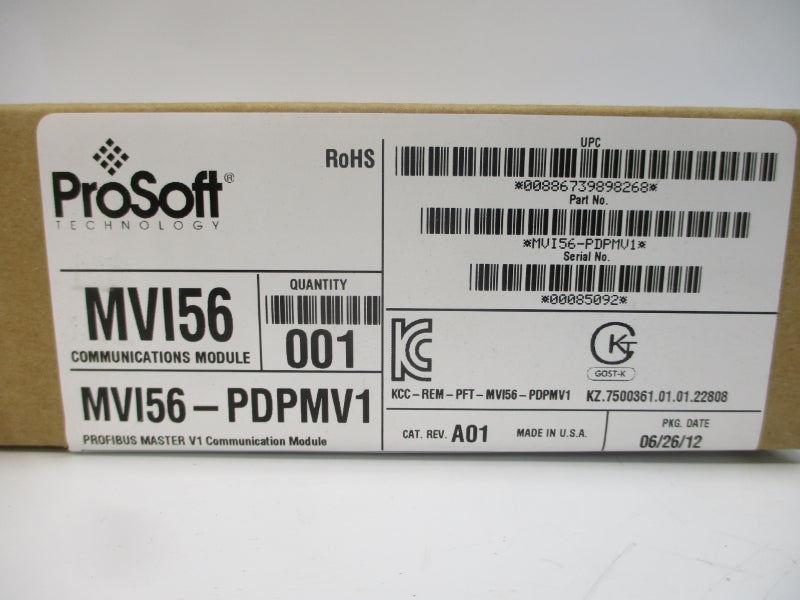 ProSoft®
TECHNOLOGY
RoHS
MVI56
COMMUNICATIONS MODULE
QUANTITY
001
MVI56-PDPMV1
PROFIBUS MASTER V1 Communication Module
UPC
*00886739898268*
Part No.
*MVI56-PDPMV1*
Serial No.
*00085092*
KC
GKT
GOST-K
KCC-REM-PFT-MVI56-PDPMV1
KZ.7500361.01.01.22808
CAT. REV. A01
MADE IN U.S.A.
PKG. DATE
06/26/12